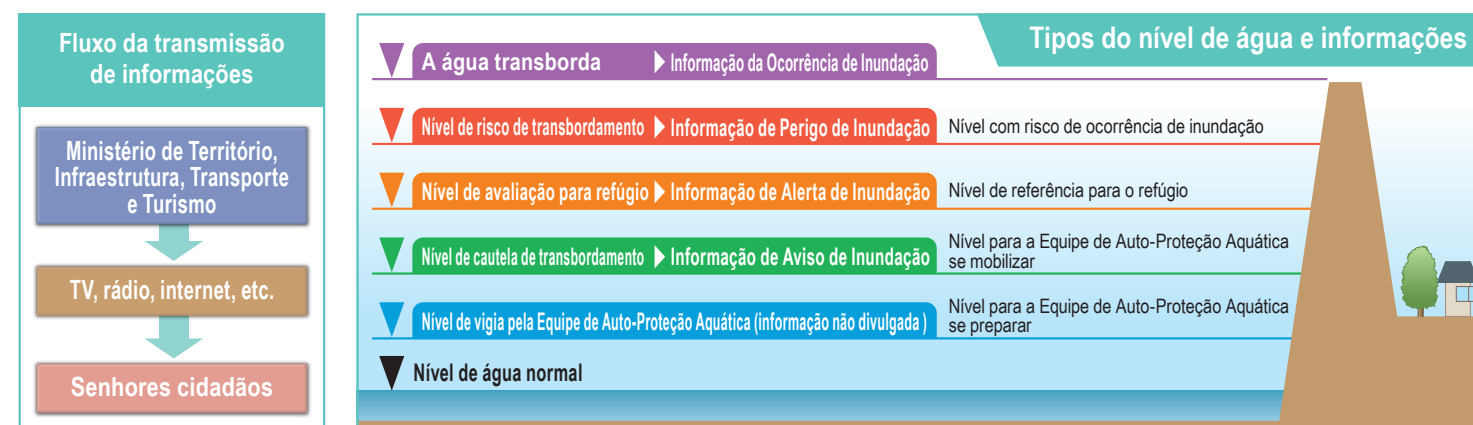 Fluxo da transmissão
de informações
Ministério de Território,
Infraestrutura, Transporte
e Turismo
TV, rádio, internet, etc.
Senhores cidadãos
Tipos do nível de água e informações
A água transborda ▶ Informação da Ocorrência de Inundação
Nível de risco de transbordamento ▶ Informação de Perigo de Inundação
Nível com risco de ocorrência de inundação
Nível de avaliação para refúgio ▶ Informação de Alerta de Inundação
Nível de referência para o refúgio
Nível de cautela de transbordamento ▶ Informação de Aviso de Inundação
Nível para a Equipe de Auto-Proteção Aquática
se mobilizar
Nível de vigia pela Equipe de Auto-Proteção Aquática (informação não divulgada )
Nível para a Equipe de Auto-Proteção Aquática
se preparar
Nível de água normal